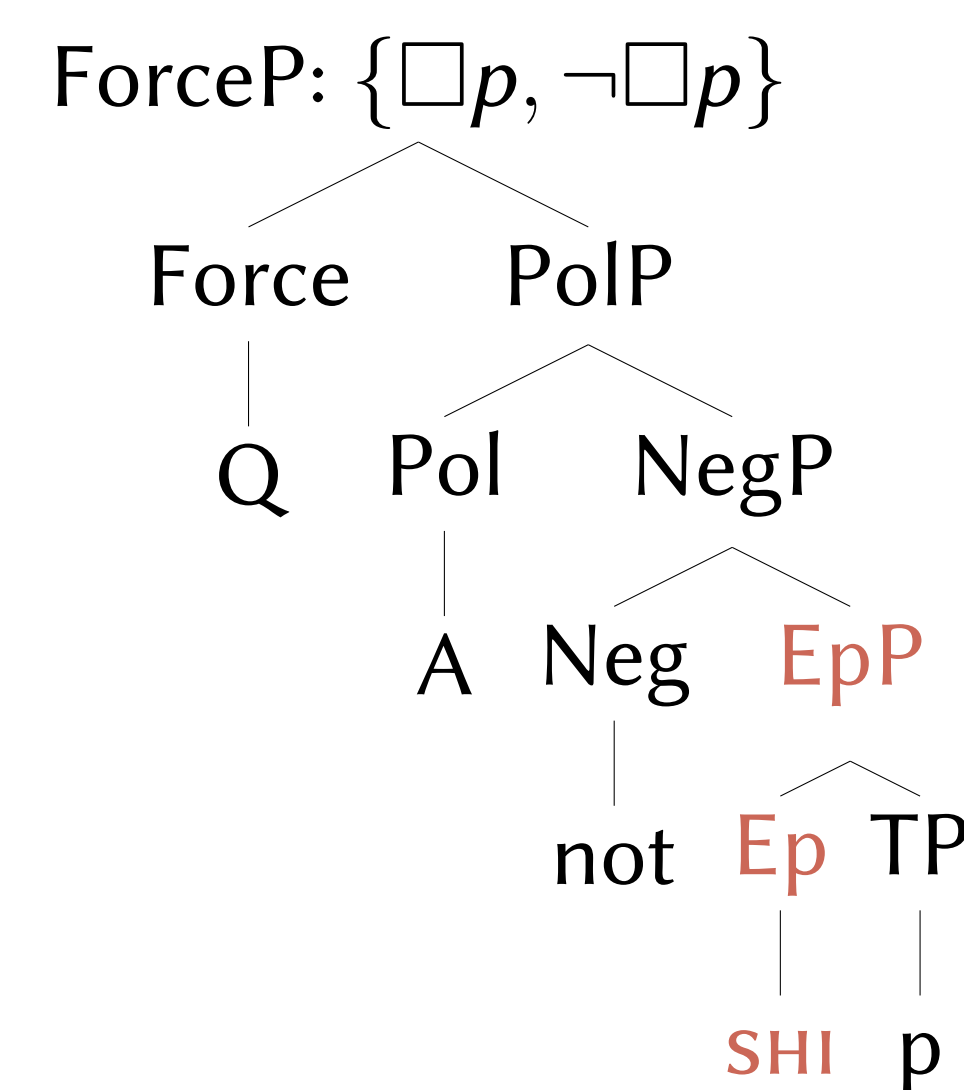 ForceP: {□p, ¬□p}
Force PolP
Q Pol NegP
A Neg EpP
not Ep TP
SHI p